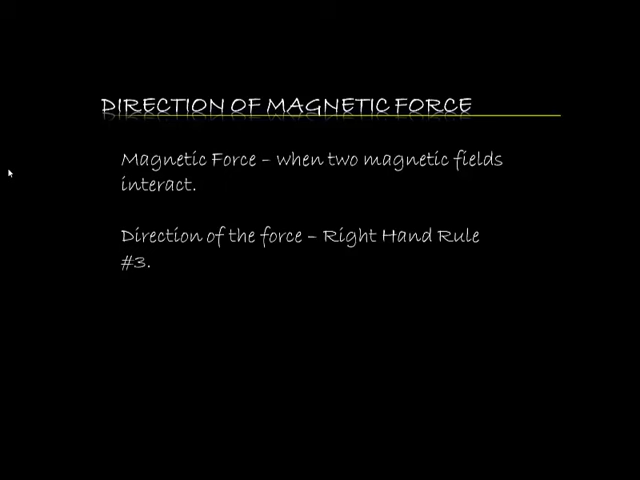 DIRECTION OF MAGNETIC FORCE
Magnetic Force – when two magnetic fields
interact.
Direction of the force – Right Hand Rule
#3.